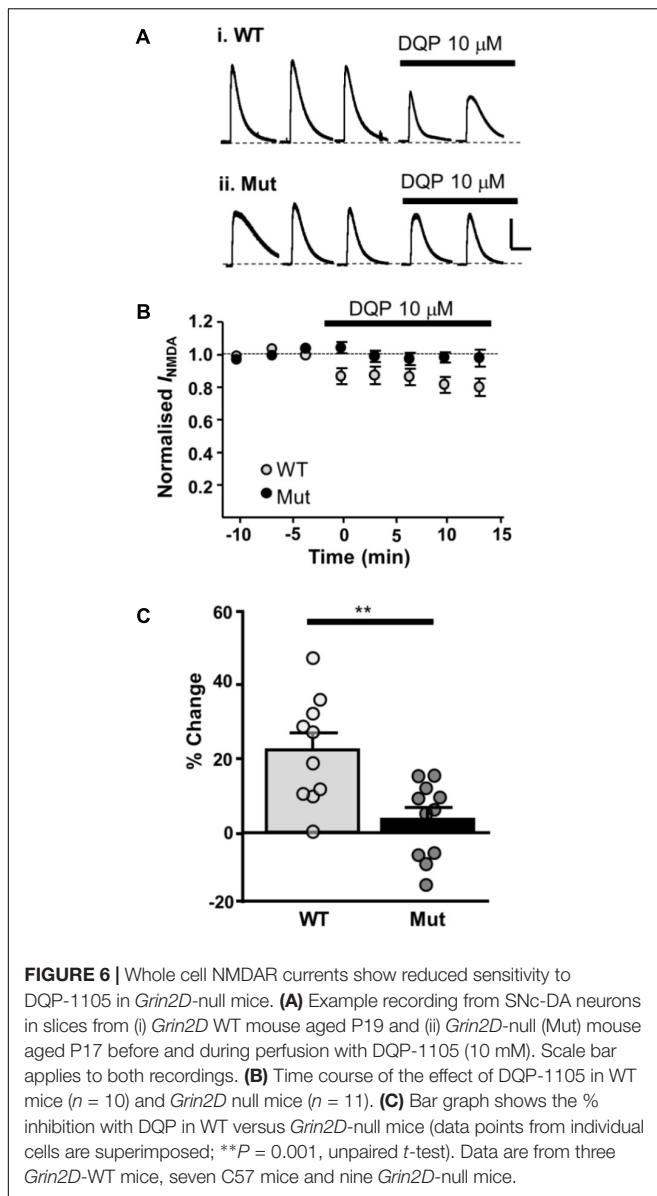 A
i. WT
DQP 10 µM
ii. Mut
DQP 10 µM
B
DQP 10 µM
1.2
1.0
0.8
0.6
0.4
0.2
Normalised INMDA
WT
Mut
-10 -5 0 5 10 15
Time (min)
C
**
60
40
20
0
-20
% Change
WT Mut
FIGURE 6 | Whole cell NMDAR currents show reduced sensitivity to
DQP-1105 in Grin2D-null mice. (A) Example recording from SNc-DA neurons
in slices from (i) Grin2D WT mouse aged P19 and (ii) Grin2D-null (Mut) mouse
aged P17 before and during perfusion with DQP-1105 (10 mM). Scale bar
applies to both recordings. (B) Time course of the effect of DQP-1105 in WT
mice (n = 10) and Grin2D null mice (n = 11). (C) Bar graph shows the %
inhibition with DQP in WT versus Grin2D-null mice (data points from individual
cells are superimposed; **P = 0.001, unpaired t-test). Data are from three
Grin2D-WT mice, seven C57 mice and nine Grin2D-null mice.